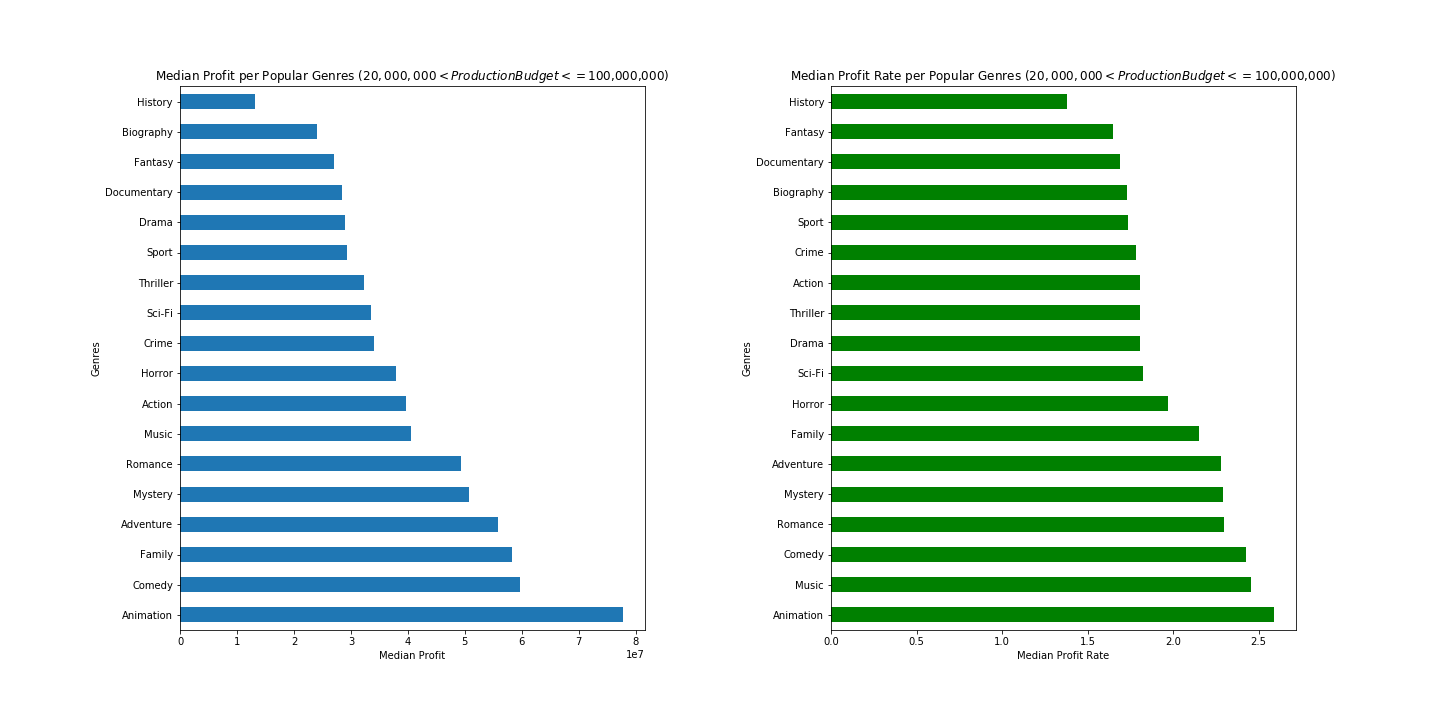 Median Profit per Popular Genres (20,000,000<ProductionBudget<=100,000,000)
History
Biography
Fantasy
Documentary
Drama
Sport
Thriller
Sci-Fi
Crime
Horror
Action
Music
Romance
Mystery
Adventure
Family
Comedy
Animation
Genres
0 1 2 3 4 5 6 7 8
1e7
Median Profit
Median Profit Rate per Popular Genres (20,000,000<ProductionBudget<=100,000,000)
History
Fantasy
Documentary
Biography
Sport
Crime
Action
Thriller
Drama
Sci-Fi
Horror
Family
Adventure
Mystery
Romance
Comedy
Music
Animation
Genres
0.0 0.5 1.0 1.5 2.0 2.5
Median Profit Rate